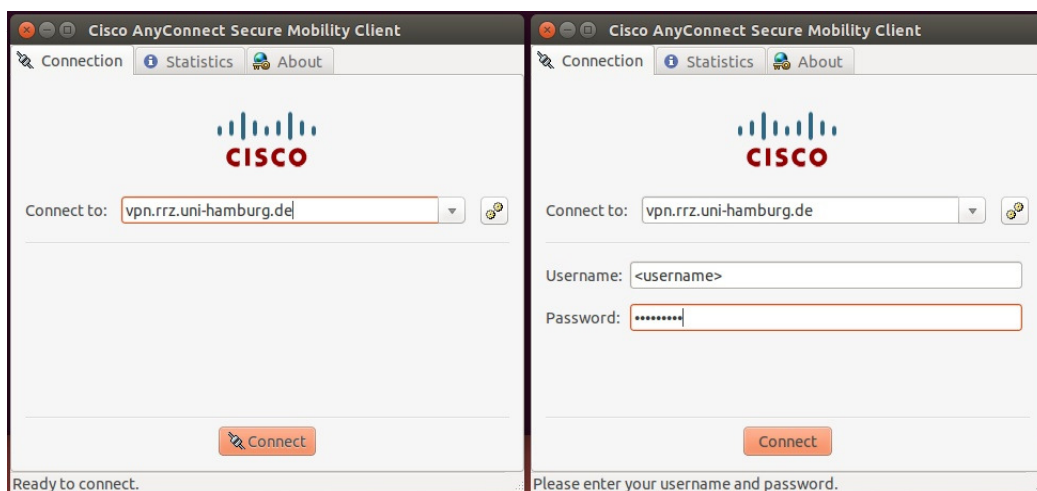 Cisco AnyConnect Secure Mobility Client
Connection Statistics About
CISCO
Connect to: vpn.rrz.uni-hamburg.de
Connect
Ready to connect.
Cisco AnyConnect Secure Mobility Client
Connection Statistics About
CISCO
Connect to: vpn.rrz.uni-hamburg.de
Username: <username>
Password: •••••••••
Connect
Please enter your username and password.